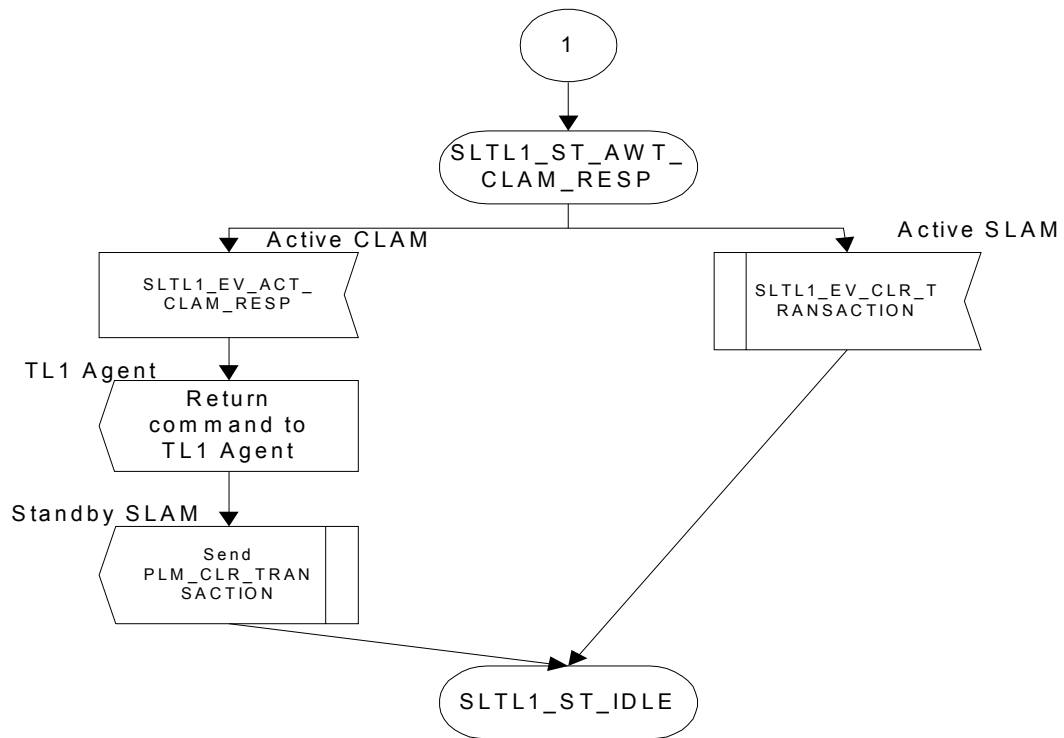 1
SLTL1_ST_AWT_
CLAM_RESP
Active CLAM
Active SLAM
SLTL1_EV_ACT_
CLAM_RESP
SLTL1_EV_CLR_T
RANSACTION
TL1 Agent
Return
command to
TL1 Agent
Standby SLAM
Send
PLM_CLR_TRAN
SACTION
SLTL1_ST_IDLE